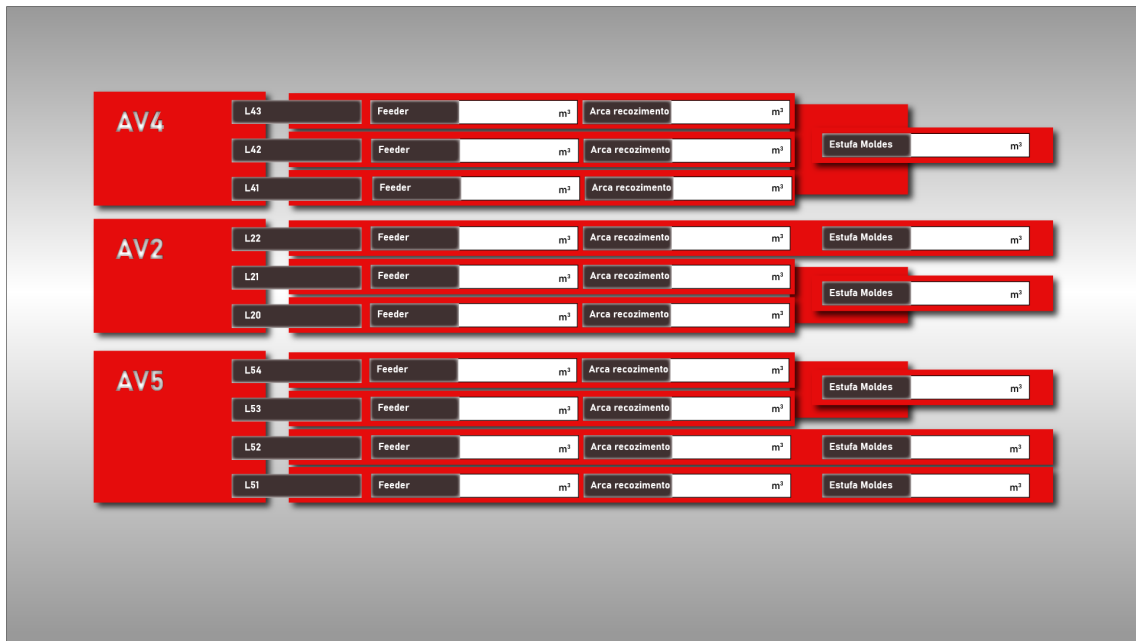 AV4
L43 Feeder m³ Arca recozimento m³
Estufa Moldes m³
L42 Feeder m³ Arca recozimento m³
L41 Feeder m³ Arca recozimento m³
AV2
L22 Feeder m³ Arca recozimento m³ Estufa Moldes m³
L21 Feeder m³ Arca recozimento m³
Estufa Moldes m³
L20 Feeder m³ Arca recozimento m³
AV5
L54 Feeder m³ Arca recozimento m³
Estufa Moldes m³
L53 Feeder m³ Arca recozimento m³
L52 Feeder m³ Arca recozimento m³ Estufa Moldes m³
L51 Feeder m³ Arca recozimento m³ Estufa Moldes m³